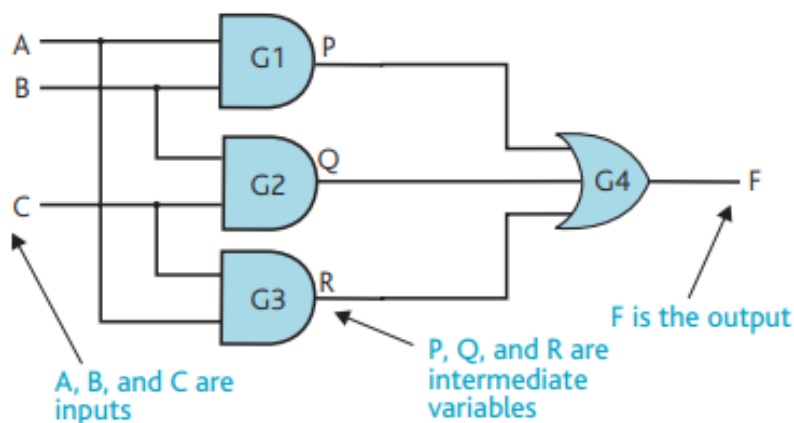 A
B
C
G1
P
G2
Q
G3
R
G4
F
A, B, and C are
inputs
P, Q, and R are
intermediate
variables
F is the output